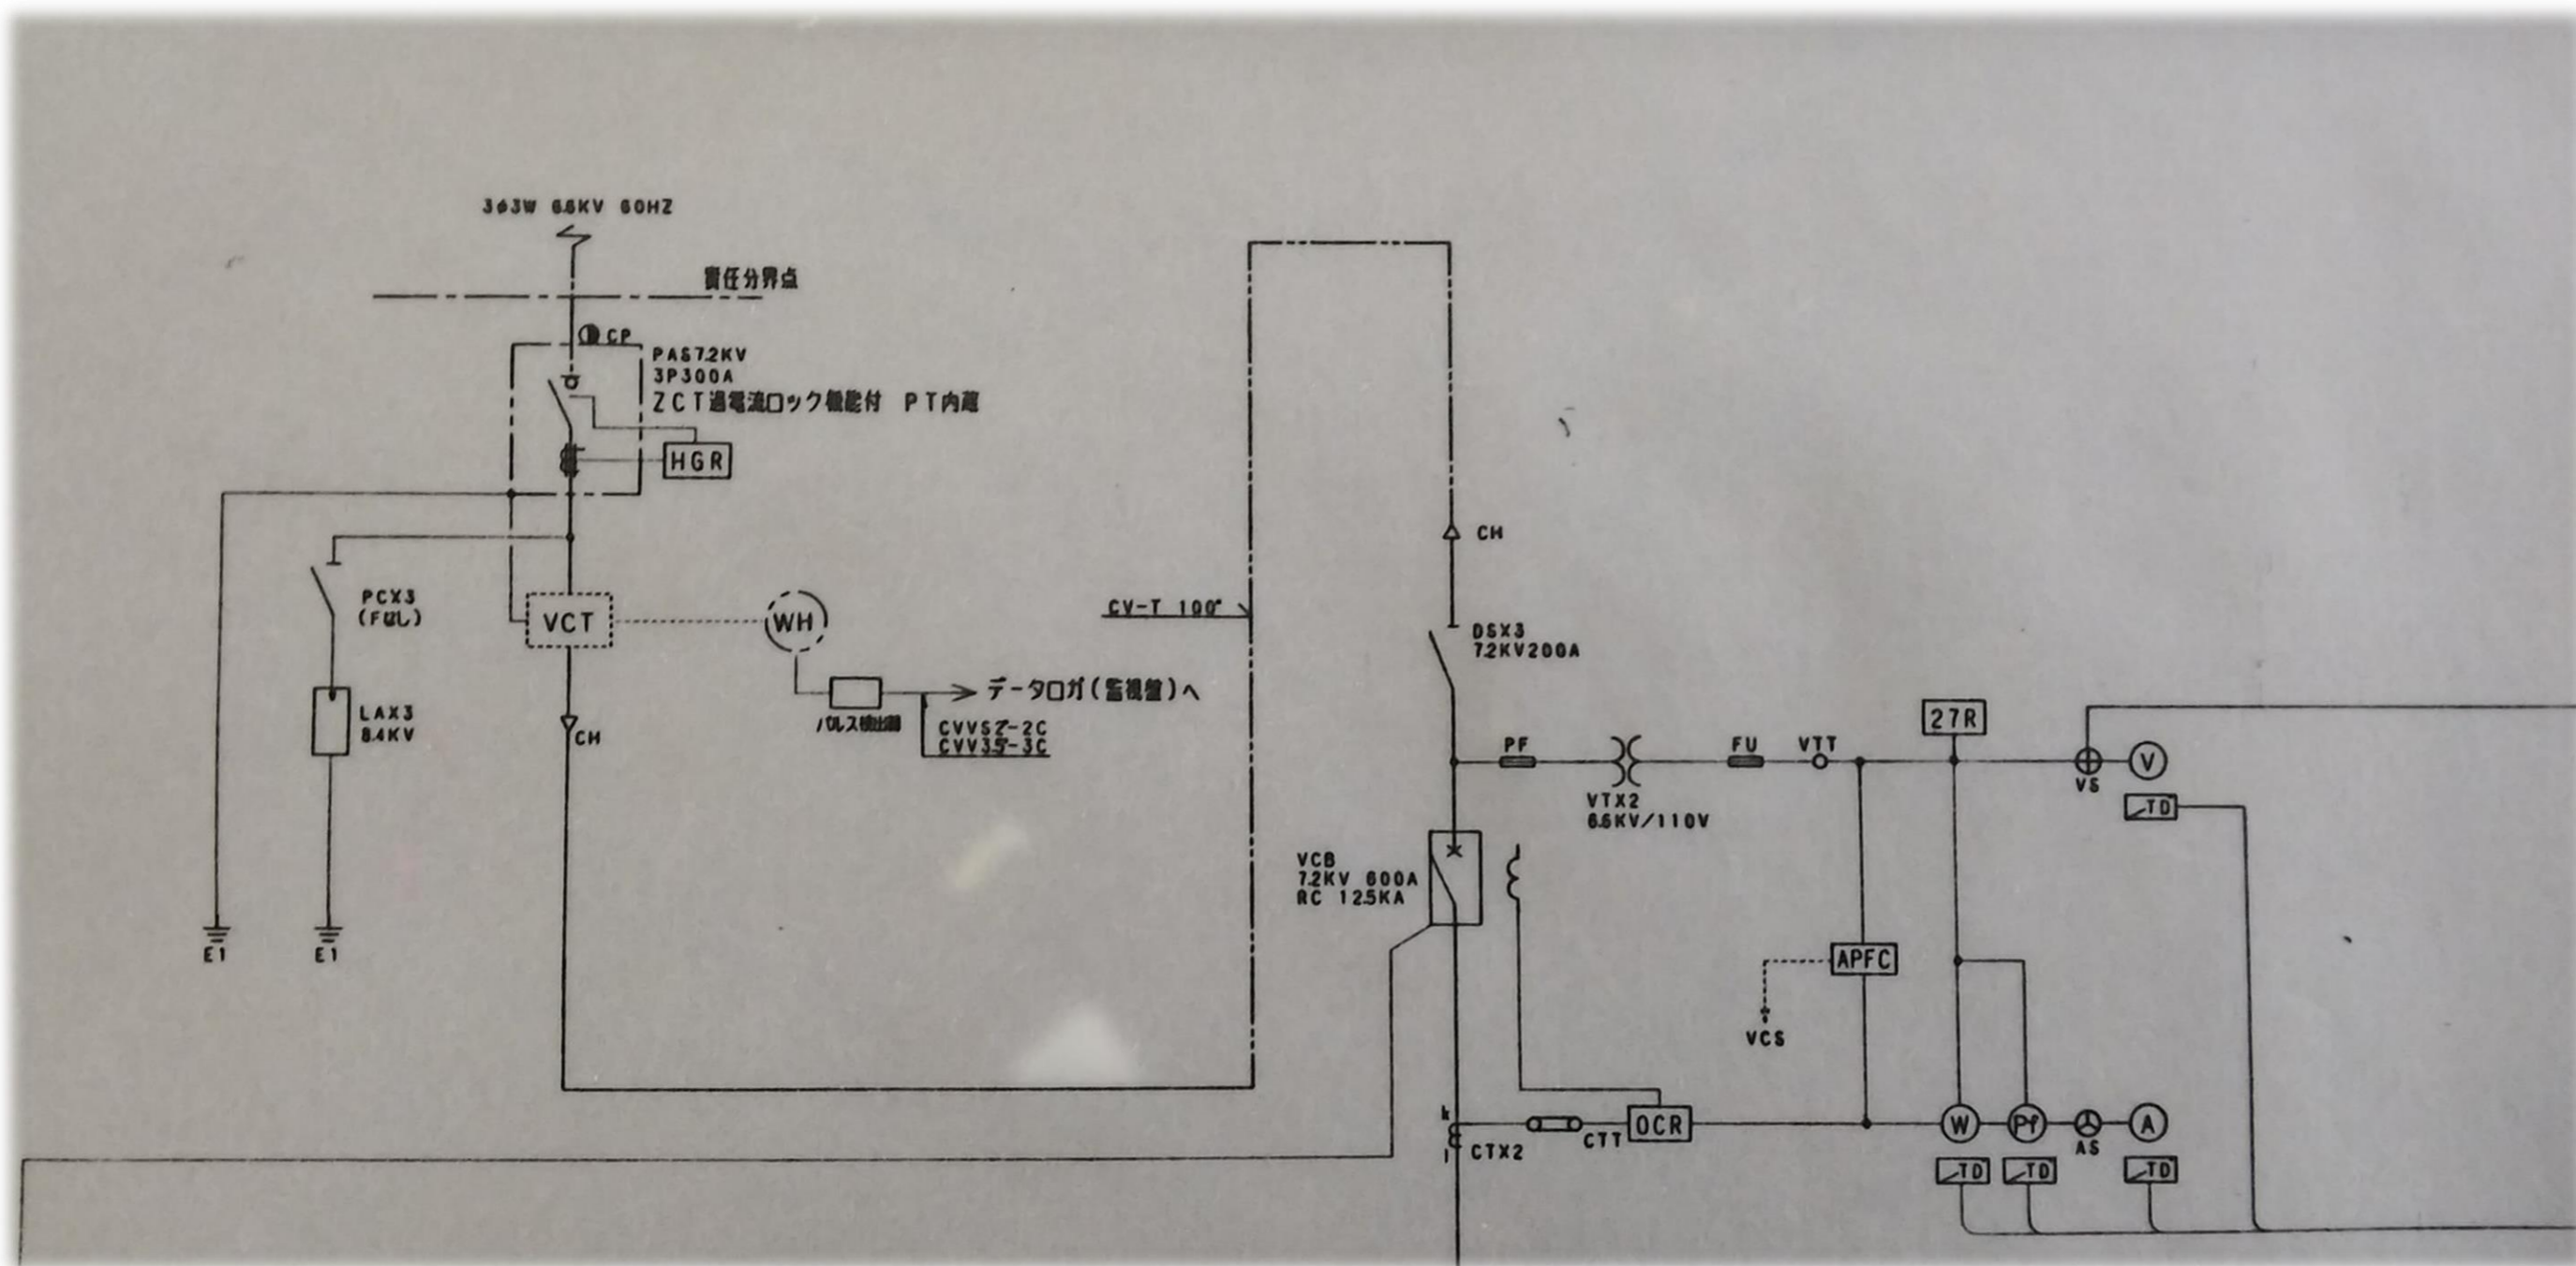 3φ3W 6.6KV 60HZ
責任分界点
CP
PAS7.2KV
3P300A
ZCT過電流ロック機能付 PT内蔵
HGR
PCX3
(Fなし)
VCT
WH
LAX3
8.4KV
CH
データロガ(監視盤)へ
パルス検出器
CVVS2°-2C
CVV3.5°-3C
E1
E1
CV-T 100°
CH
DSX3
7.2KV200A
PF
VTX2
6.6KV/110V
FU
VTT
27R
VS
V
TD
VCB
7.2KV 600A
RC 12.5KA
APFC
VCS
k
l
CTX2
CTT
OCR
W
Pf
AS
A
TD
TD
TD